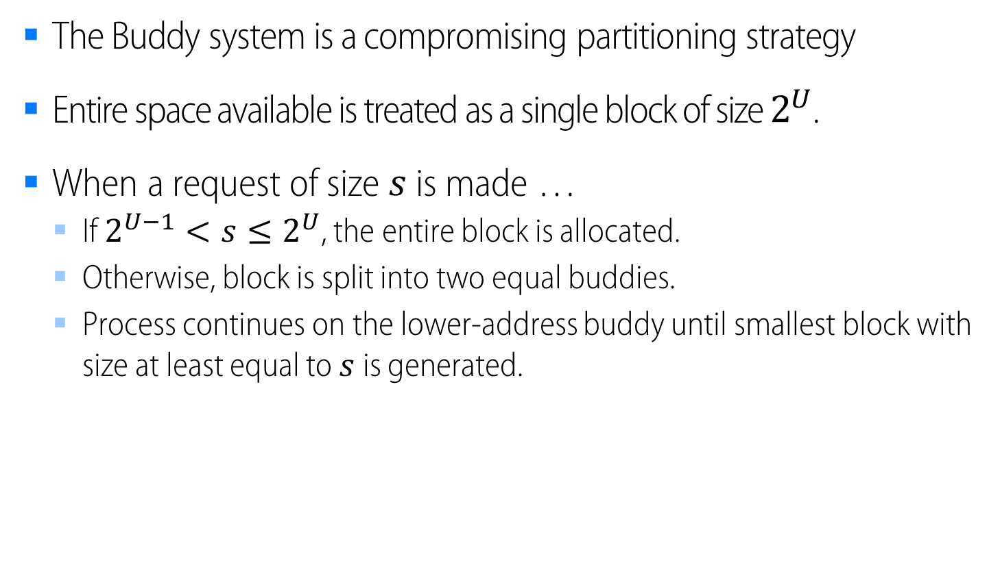 The Buddy system is a compromising partitioning strategy
Entire space available is treated as a single block of size 2^U.
When a request of size s is made …
If 2^{U−1} < s ≤ 2^U, the entire block is allocated.
Otherwise, block is split into two equal buddies.
Process continues on the lower-address buddy until smallest block with
size at least equal to s is generated.